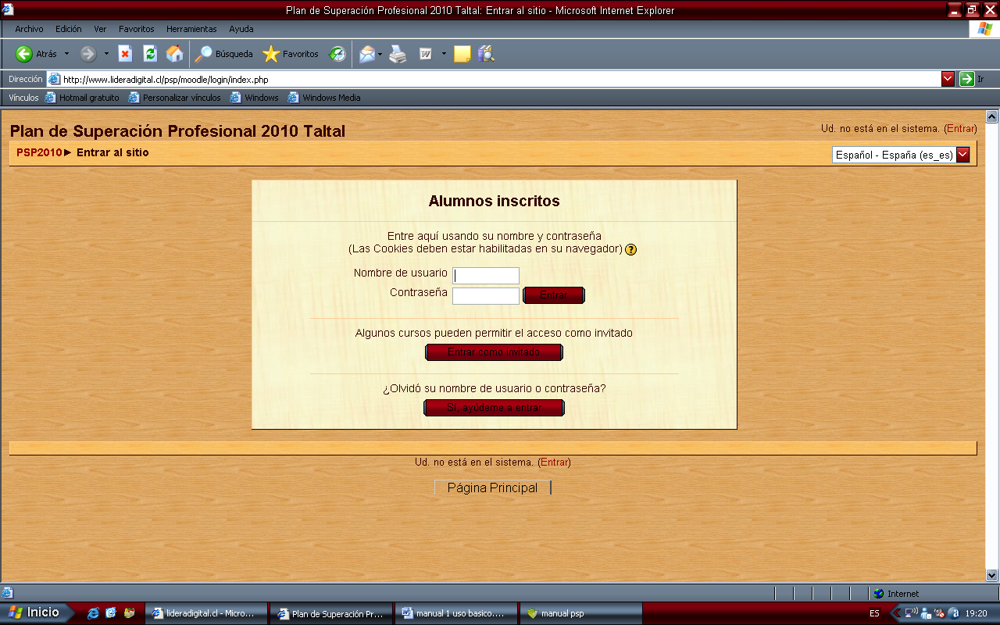 Plan de Superación Profesional 2010 Taltal: Entrar al sitio - Microsoft Internet Explorer
Archivo Edición Ver Favoritos Herramientas Ayuda
Atrás Búsqueda Favoritos
Dirección http://www.lideradigital.cl/psp/moodle/login/index.php Ir
Vínculos Hotmail gratuito Personalizar vínculos Windows Windows Media
Plan de Superación Profesional 2010 Taltal
Ud. no está en el sistema. (Entrar)
PSP2010► Entrar al sitio
Español - España (es_es)
Alumnos inscritos
Entre aquí usando su nombre y contraseña
(Las Cookies deben estar habilitadas en su navegador) ?
Nombre de usuario
Contraseña Entrar
Algunos cursos pueden permitir el acceso como invitado
Entrar como invitado
¿Olvidó su nombre de usuario o contraseña?
Sí, ayúdeme a entrar
Ud. no está en el sistema. (Entrar)
Página Principal
Internet
Inicio lideradigital.cl - Micro... Plan de Superación Pr... manual 1 uso basico.... manual psp ES 19:20